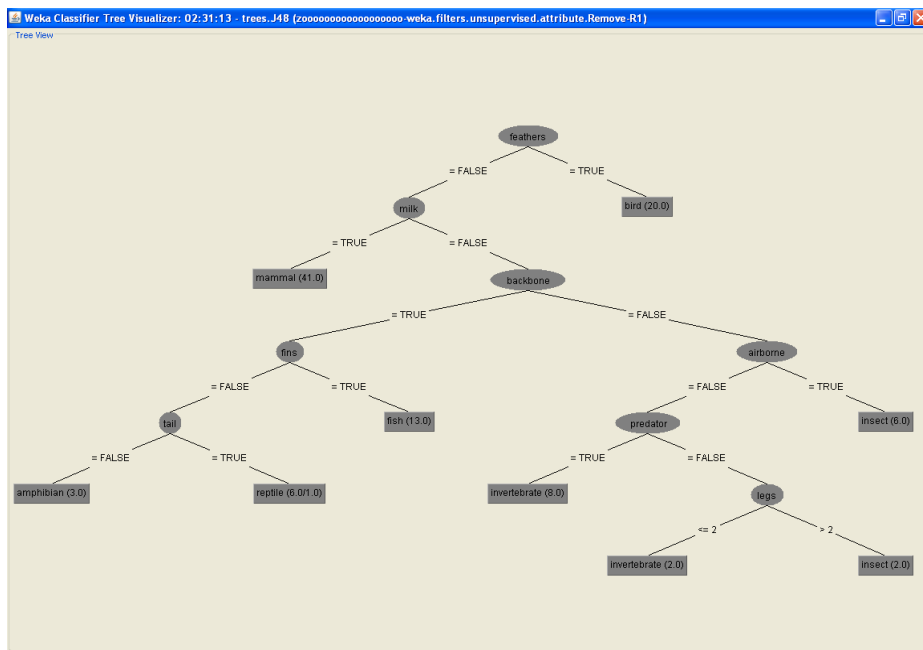 Weka Classifier Tree Visualizer: 02:31:13 - trees.J48 (zoooooooooooooooooo-weka.filters.unsupervised.attribute.Remove-R1)
Tree View
feathers
= FALSE
= TRUE
milk
bird (20.0)
= TRUE
= FALSE
mammal (41.0)
backbone
= TRUE
= FALSE
fins
airborne
= FALSE
= TRUE
= FALSE
= TRUE
tail
fish (13.0)
predator
insect (6.0)
= FALSE
= TRUE
= TRUE
= FALSE
amphibian (3.0)
reptile (6.0/1.0)
invertebrate (8.0)
legs
<= 2
> 2
invertebrate (2.0)
insect (2.0)